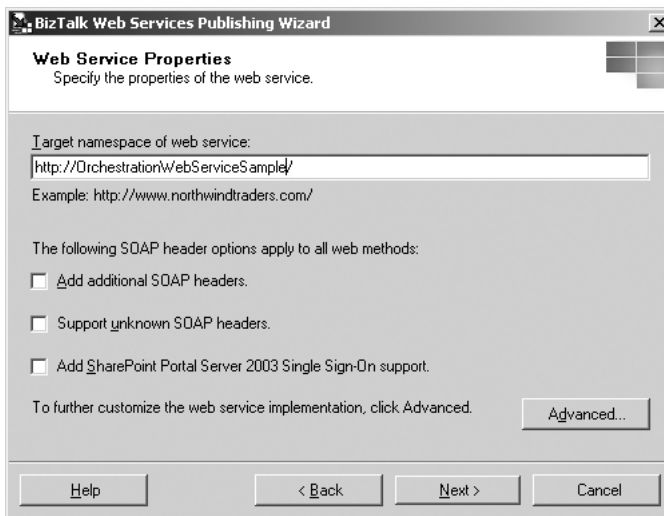 BizTalk Web Services Publishing Wizard
Web Service Properties
Specify the properties of the web service.
Target namespace of web service:
http://OrchestrationWebServiceSample/
Example: http://www.northwindtraders.com/
The following SOAP header options apply to all web methods:
Add additional SOAP headers.
Support unknown SOAP headers.
Add SharePoint Portal Server 2003 Single Sign-On support.
To further customize the web service implementation, click Advanced.
Advanced...
Help
< Back
Next >
Cancel